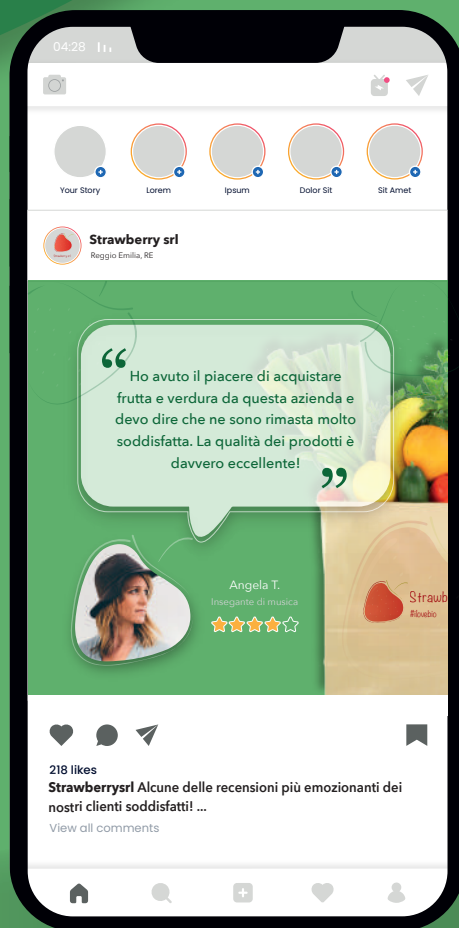 04:28
Your Story
Lorem
Ipsum
Dolor Sit
Sit Amet
Strawberry srl
Reggio Emilia, RE
“ Ho avuto il piacere di acquistare
frutta e verdura da questa azienda e
devo dire che ne sono rimasta molto
soddisfatta. La qualità dei prodotti è
davvero eccellente! ”
Angela T.
Insegante di musica
Strawb
#ilovebio
218 likes
Strawberrysrl Alcune delle recensioni più emozionanti dei
nostri clienti soddisfatti! ...
View all comments